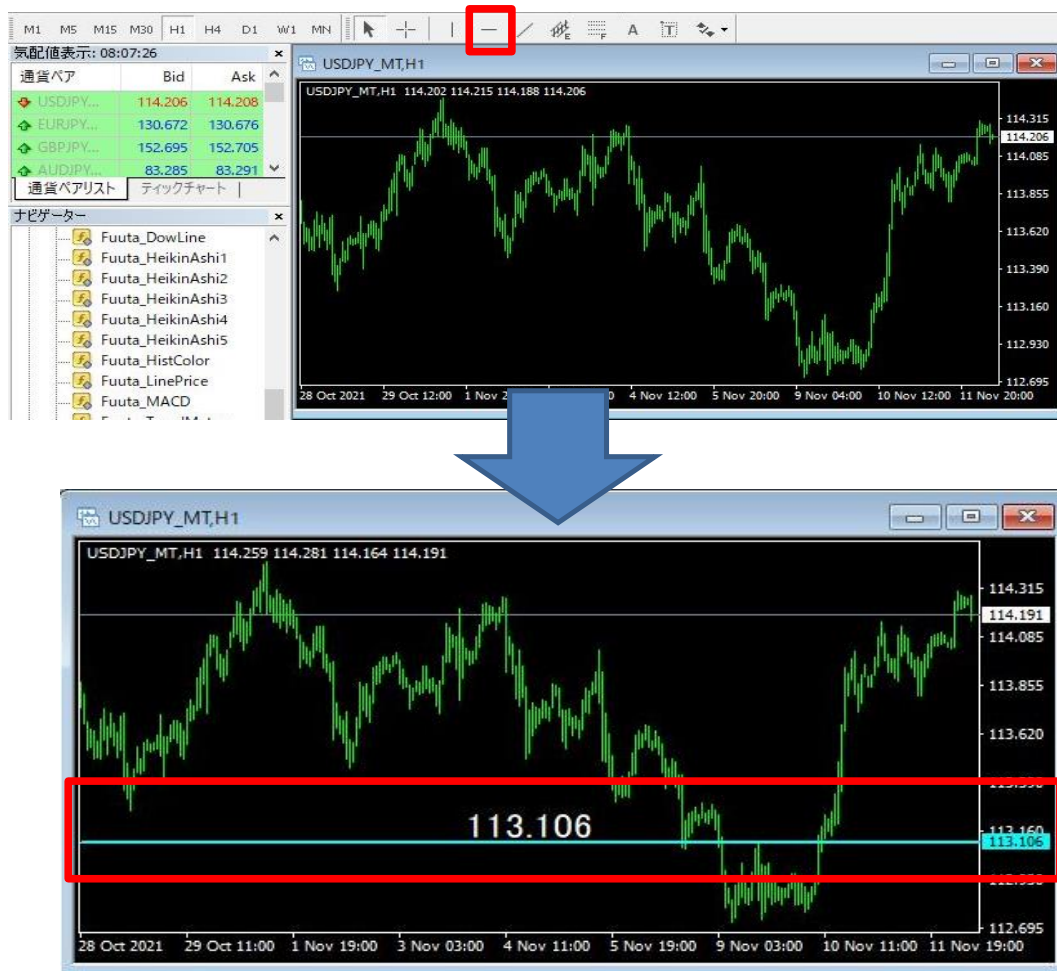 M1 M5 M15 M30 H1 H4 D1 W1 MN E F A T
気配値表示: 08:07:26
通貨ペア Bid Ask
USDJPY... 114.206 114.208
EURJPY... 130.672 130.676
GBPJPY... 152.695 152.705
AUDJPY... 83.285 83.291
通貨ペアリスト ティックチャート
ナビゲーター
Fuuta_DowLine
Fuuta_HeikinAshi1
Fuuta_HeikinAshi2
Fuuta_HeikinAshi3
Fuuta_HeikinAshi4
Fuuta_HeikinAshi5
Fuuta_HistColor
Fuuta_LinePrice
Fuuta_MACD
USDJPY_MT,H1
USDJPY_MT,H1 114.202 114.215 114.188 114.206
114.315
114.206
114.085
113.855
113.620
113.390
113.160
112.930
112.695
28 Oct 2021 29 Oct 12:00 1 Nov 4 Nov 12:00 5 Nov 20:00 9 Nov 04:00 10 Nov 12:00 11 Nov 20:00
USDJPY_MT,H1
USDJPY_MT,H1 114.259 114.281 114.164 114.191
114.315
114.191
114.085
113.855
113.620
113.106
113.160
113.106
112.695
28 Oct 2021 29 Oct 11:00 1 Nov 19:00 3 Nov 03:00 4 Nov 11:00 5 Nov 19:00 9 Nov 03:00 10 Nov 11:00 11 Nov 19:00